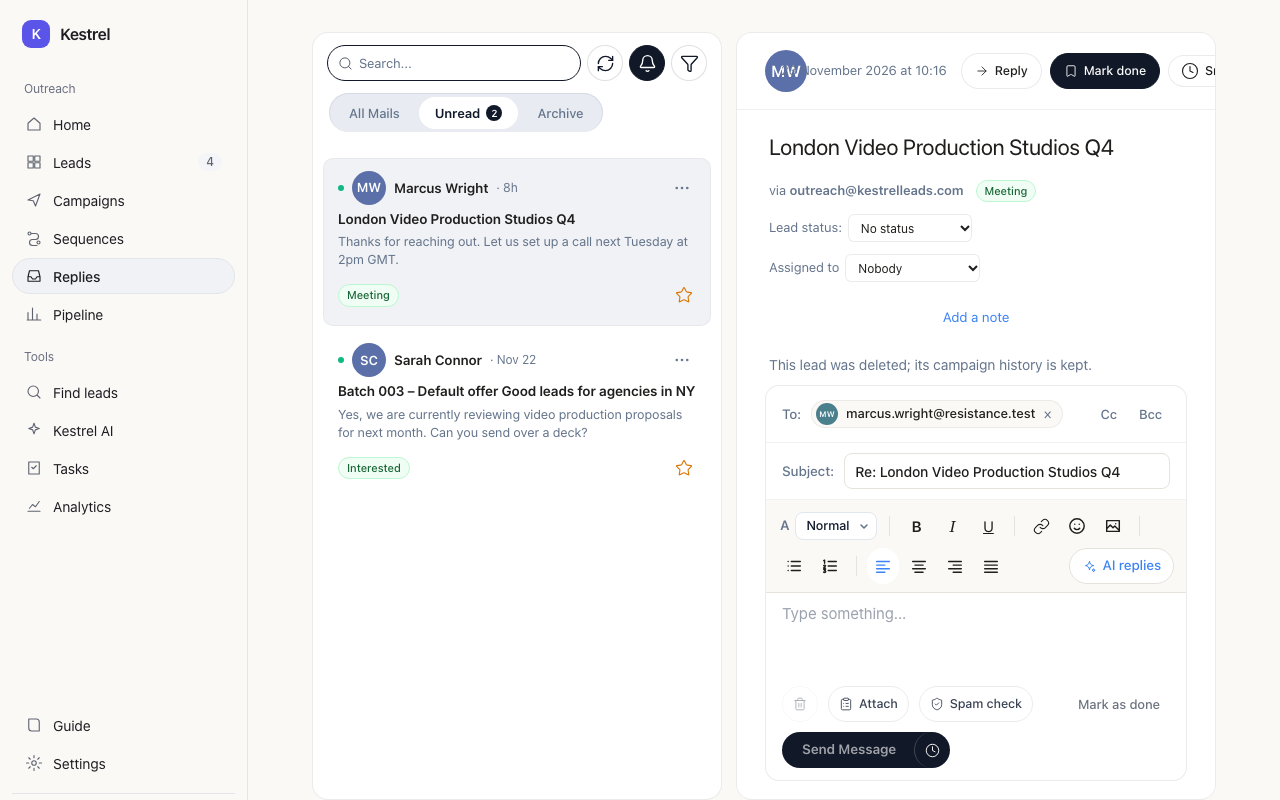 K Kestrel
Outreach
Home
Leads 4
Campaigns
Sequences
Replies
Pipeline
Tools
Find leads
Kestrel AI
Tasks
Analytics
Guide
Settings
Search...
All Mails Unread 2 Archive
MW Marcus Wright · 8h
London Video Production Studios Q4
Thanks for reaching out. Let us set up a call next Tuesday at
2pm GMT.
Meeting
SC Sarah Connor · Nov 22
Batch 003 – Default offer Good leads for agencies in NY
Yes, we are currently reviewing video production proposals
for next month. Can you send over a deck?
Interested
MW November 2026 at 10:16 Reply Mark done
London Video Production Studios Q4
via outreach@kestrelleads.com Meeting
Lead status: No status
Assigned to Nobody
Add a note
This lead was deleted; its campaign history is kept.
To: MW marcus.wright@resistance.test × Cc Bcc
Subject: Re: London Video Production Studios Q4
A Normal B I U
AI replies
Type something...
Attach Spam check Mark as done
Send Message